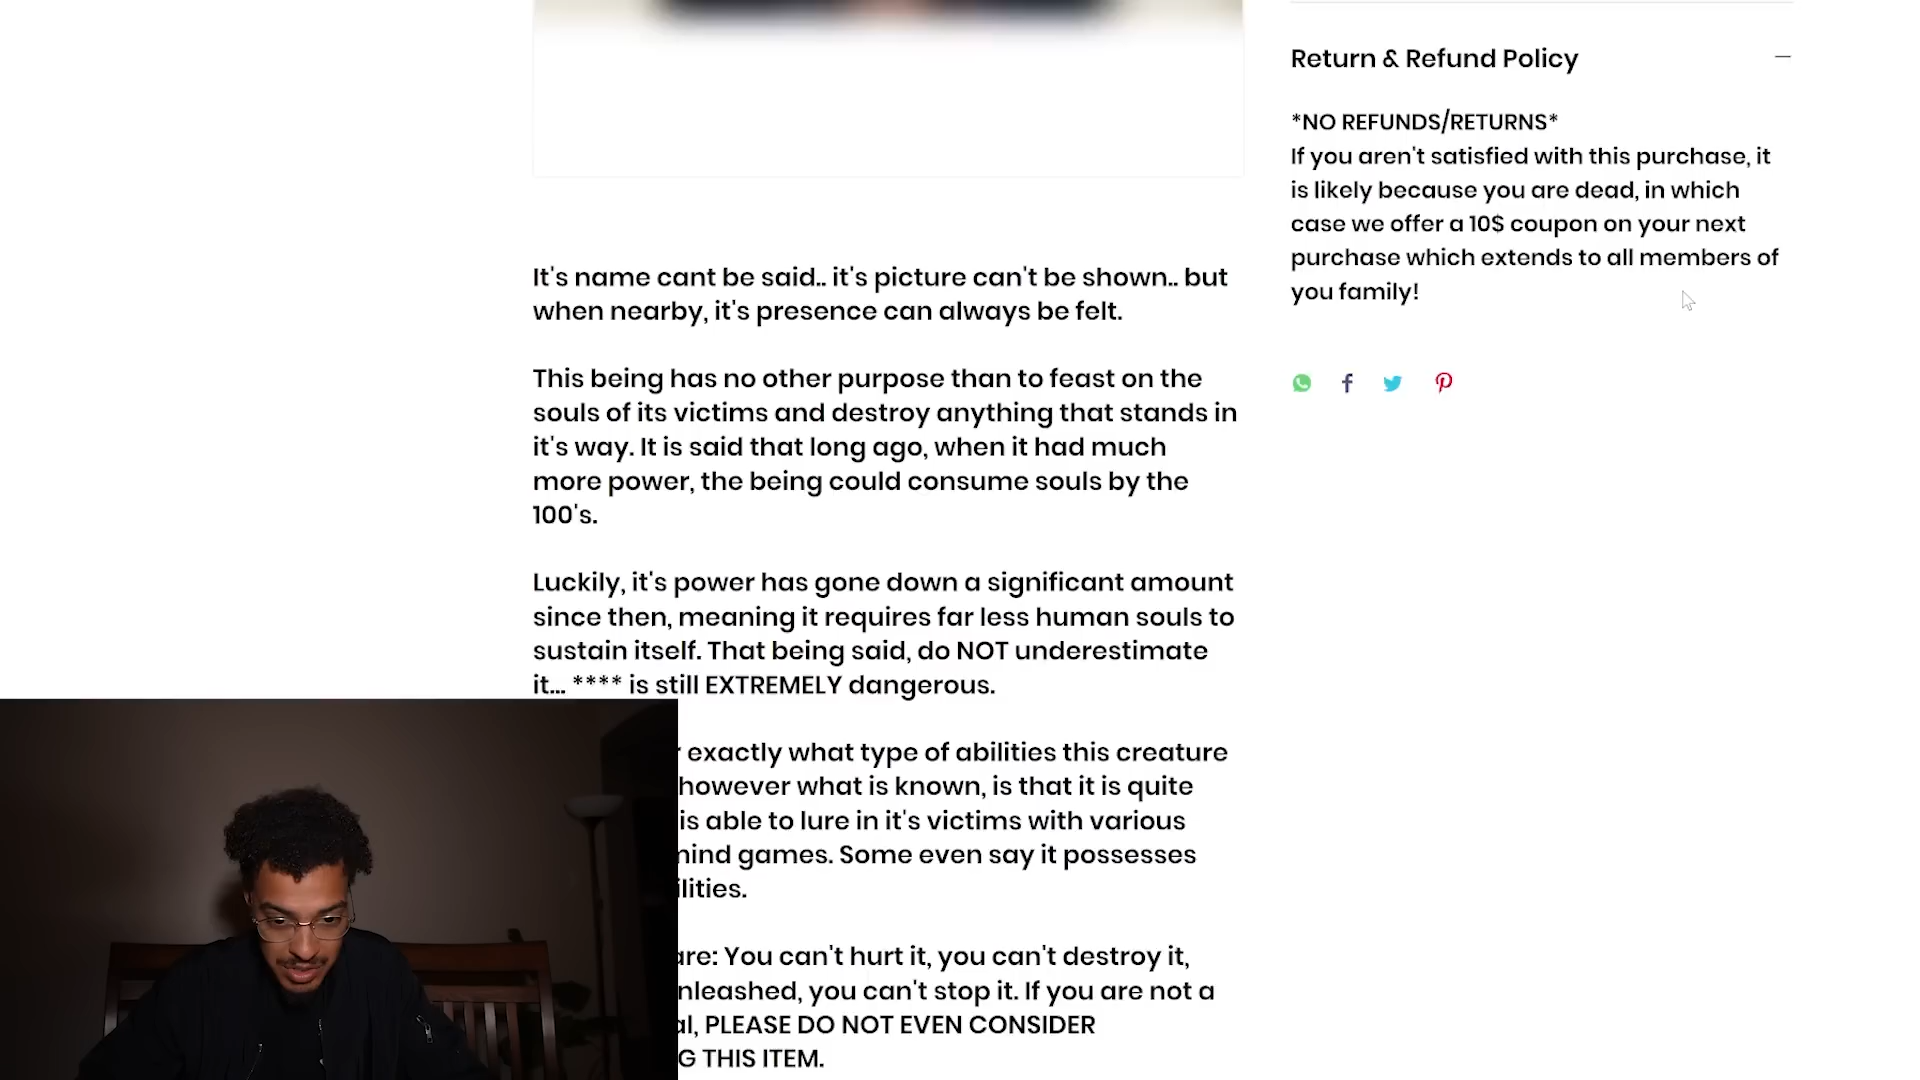 It's name cant be said.. it's picture can't be shown.. but
when nearby, it's presence can always be felt.
This being has no other purpose than to feast on the
souls of its victims and destroy anything that stands in
it's way. It is said that long ago, when it had much
more power, the being could consume souls by the
100's.
Luckily, it's power has gone down a significant amount
since then, meaning it requires far less human souls to
sustain itself. That being said, do NOT underestimate
it... **** is still EXTREMELY dangerous.
exactly what type of abilities this creature
however what is known, is that it is quite
is able to lure in it's victims with various
games. Some even say it possesses
You can't hurt it, you can't destroy it,
you can't stop it. If you are not a
PLEASE DO NOT EVEN CONSIDER
THIS ITEM.
Return & Refund Policy
*NO REFUNDS/RETURNS*
If you aren't satisfied with this purchase, it
is likely because you are dead, in which
case we offer a 10$ coupon on your next
purchase which extends to all members of
you family!